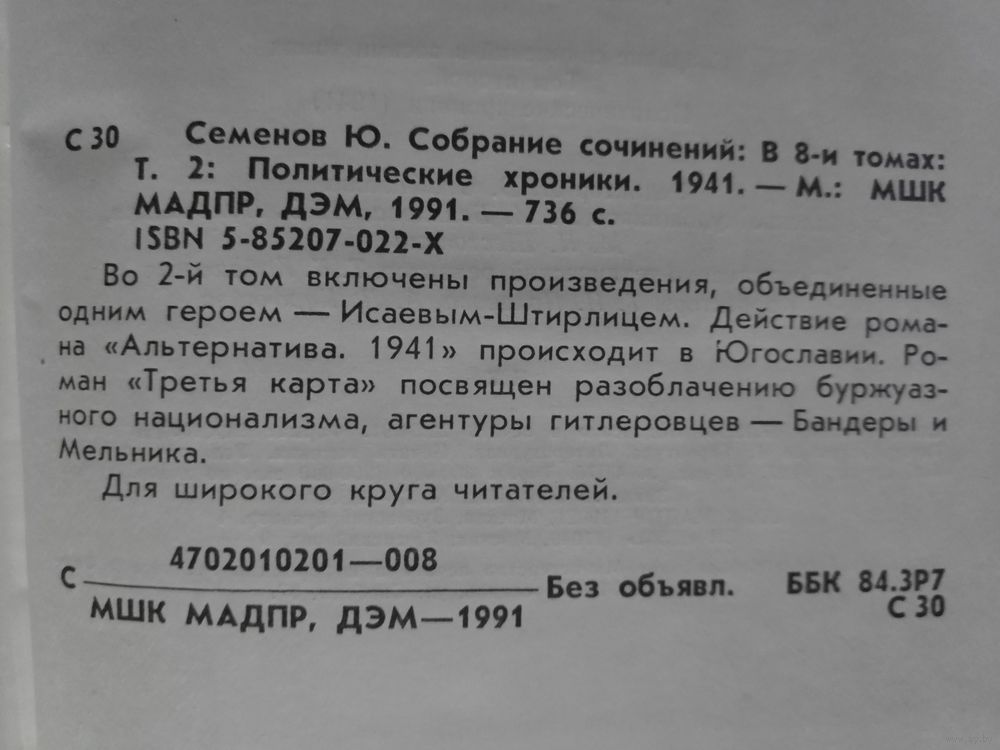 С 30 Семенов Ю. Собрание сочинений: В 8-и томах:
Т. 2: Политические хроники. 1941. — М.: МШК
МАДПР, ДЭМ, 1991. — 736 с.
ISBN 5-85207-022-X
Во 2-й том включены произведения, объединенные
одним героем — Исаевым-Штирлицем. Действие рома-
на «Альтернатива. 1941» происходит в Югославии. Ро-
ман «Третья карта» посвящен разоблачению буржуаз-
ного национализма, агентуры гитлеровцев — Бандеры и
Мельника.
Для широкого круга читателей.
4702010201—008
С Без объявл. ББК 84.3Р7
МШК МАДПР, ДЭМ—1991 С 30